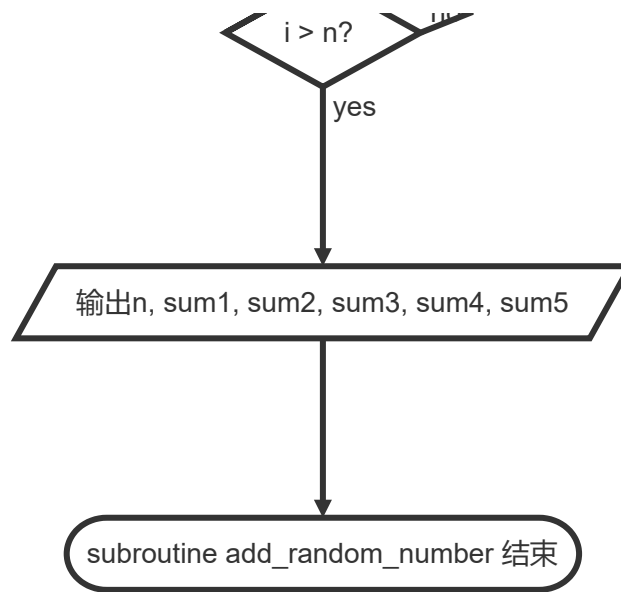 i > n?
yes
输出n, sum1, sum2, sum3, sum4, sum5
subroutine add_random_number 结束